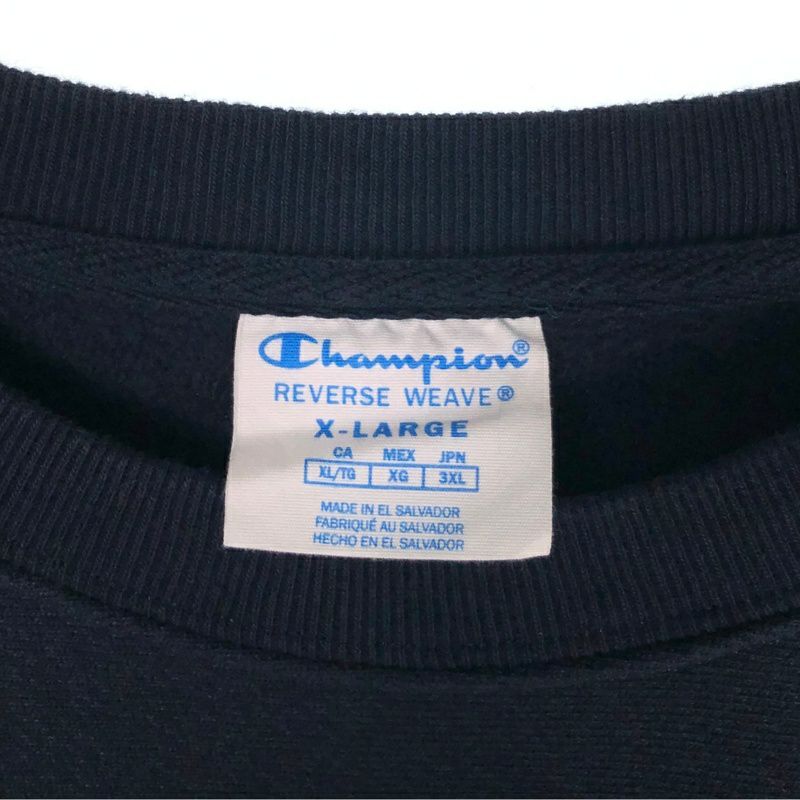 Champion®
REVERSE WEAVE®
X-LARGE
CA MEX JPN
XL/TG XG 3XL
MADE IN EL SALVADOR
FABRIQUÉ AU SALVADOR
HECHO EN EL SALVADOR